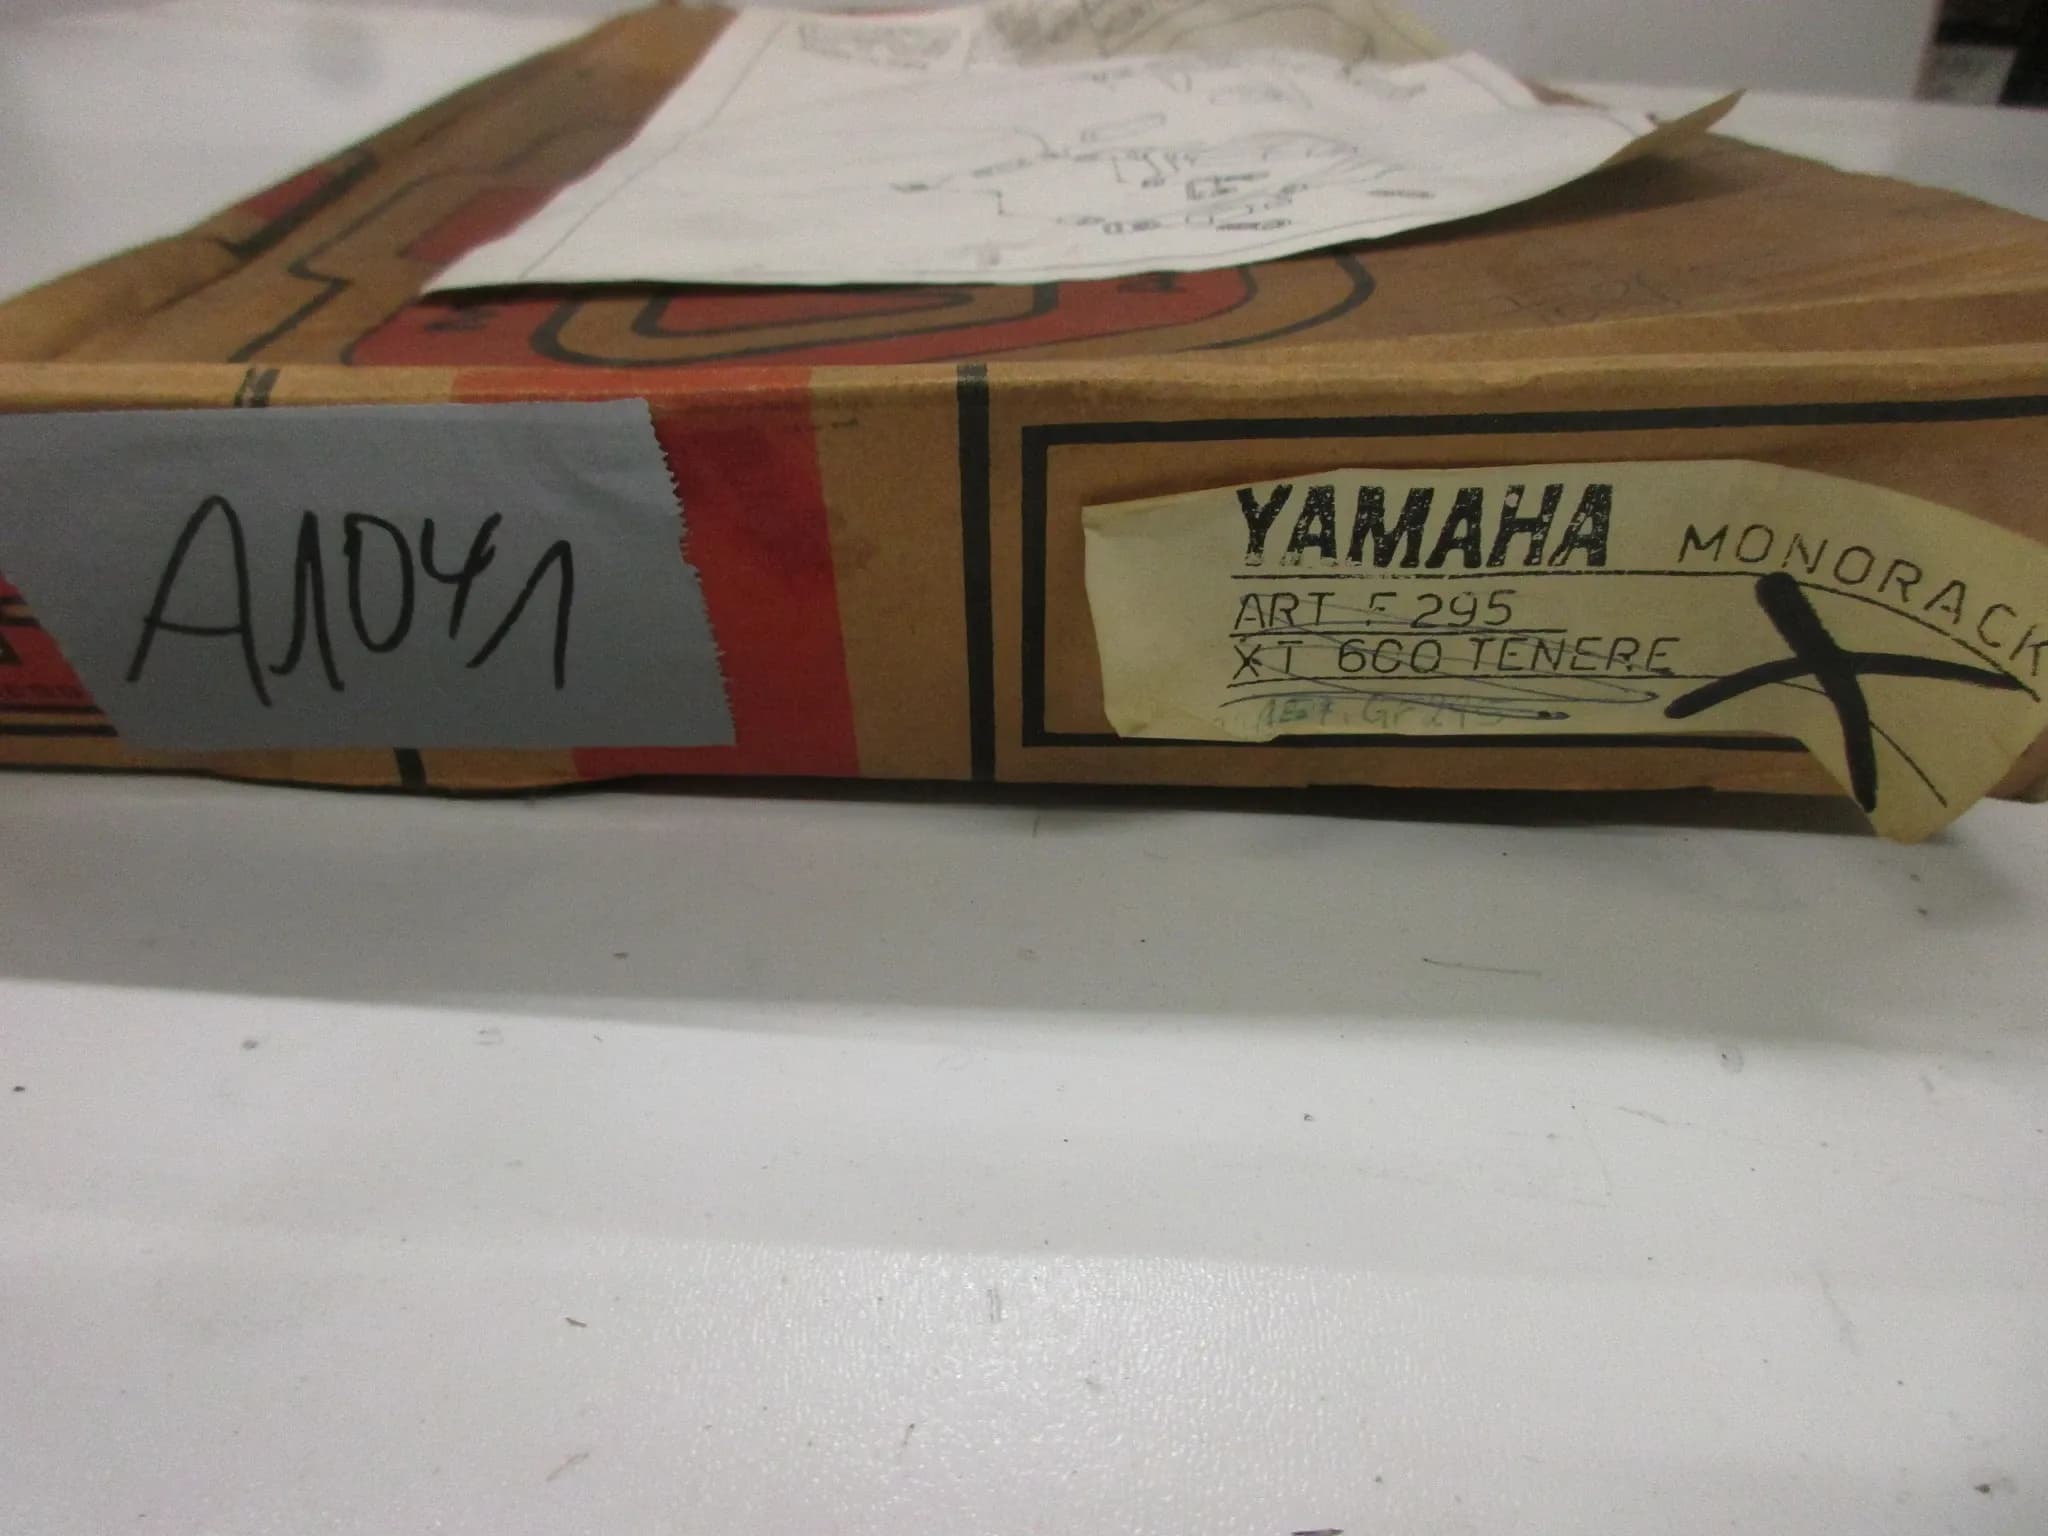 A1041
YAMAHA MONORACK
ART F 295
XT 600 TENERE